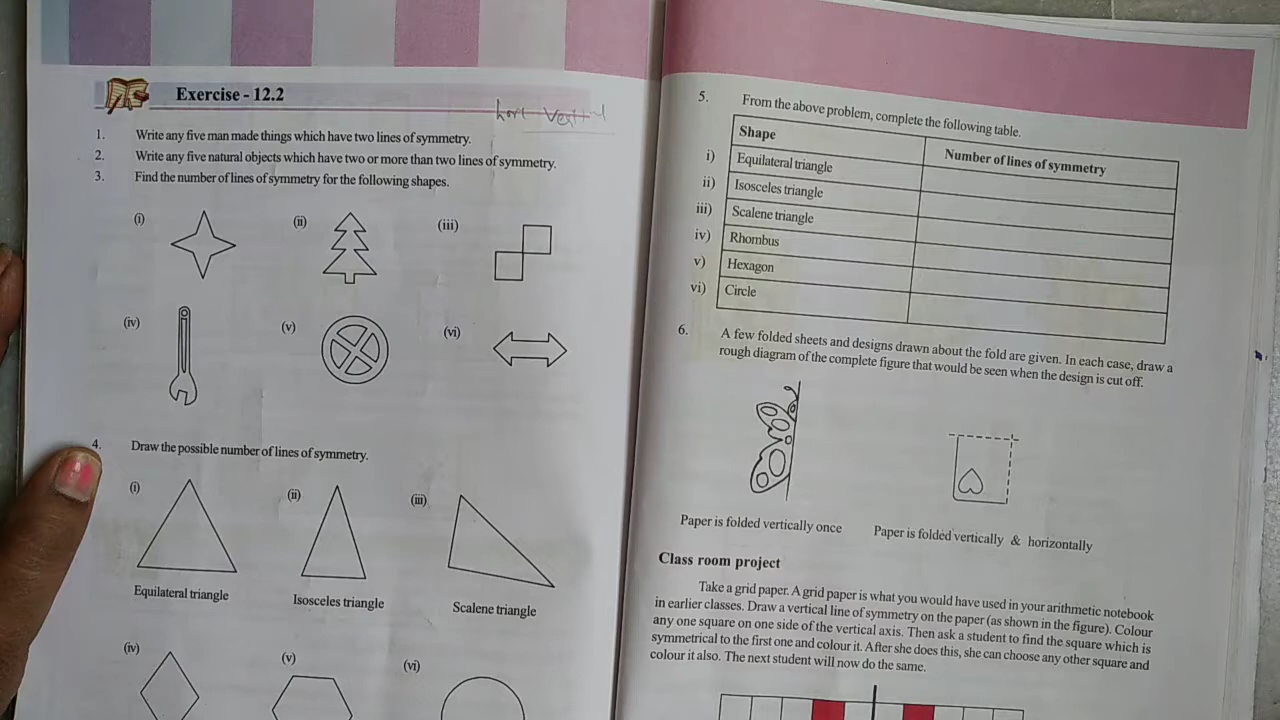 Exercise - 12.2
1. Write any five man made things which have two lines of symmetry.
2. Write any five natural objects which have two or more than two lines of symmetry.
3. Find the number of lines of symmetry for the following shapes.
(i) (ii) (iii)
(iv) (v) (vi)
4. Draw the possible number of lines of symmetry.
(i) (ii) (iii)
Equilateral triangle Isosceles triangle Scalene triangle
(iv) (v) (vi)
5. From the above problem, complete the following table.
Shape Number of lines of symmetry
i) Equilateral triangle
ii) Isosceles triangle
iii) Scalene triangle
iv) Rhombus
v) Hexagon
vi) Circle
6. A few folded sheets and designs drawn about the fold are given. In each case, draw a
rough diagram of the complete figure that would be seen when the design is cut off.
Paper is folded vertically once Paper is folded vertically & horizontally
Class room project
Take a grid paper. A grid paper is what you would have used in your arithmetic notebook
in earlier classes. Draw a vertical line of symmetry on the paper (as shown in the figure). Colour
any one square on one side of the vertical axis. Then ask a student to find the square which is
symmetrical to the first one and colour it. After she does this, she can choose any other square and
colour it also. The next student will now do the same.